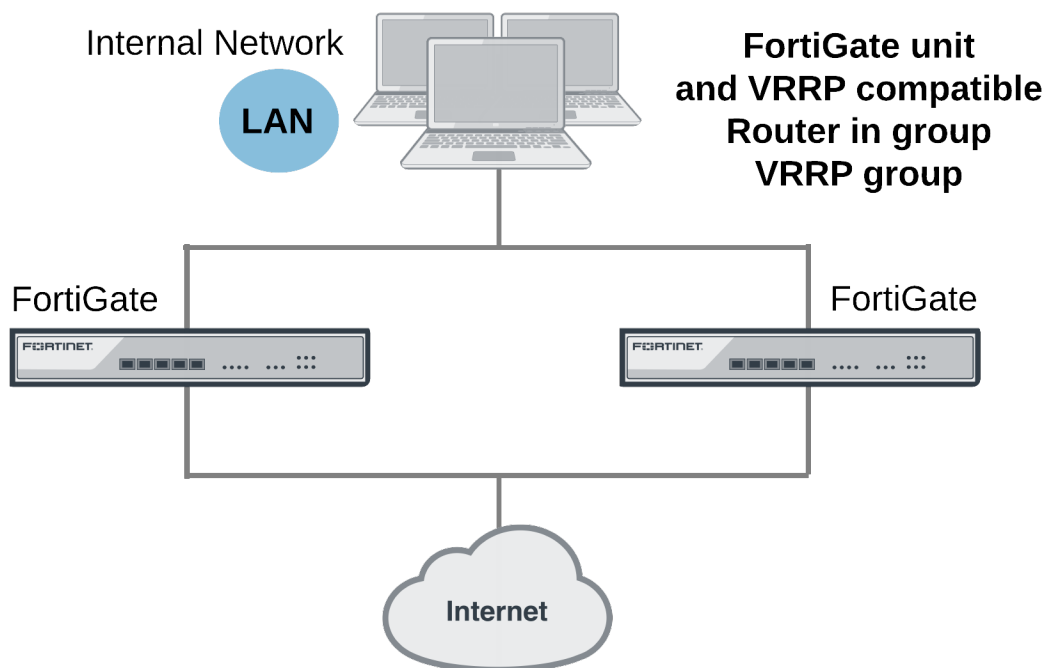 Internal Network
LAN
FortiGate unit
and VRRP compatible
Router in group
VRRP group
FortiGate
FortiGate
FORTINET
FORTINET
Internet